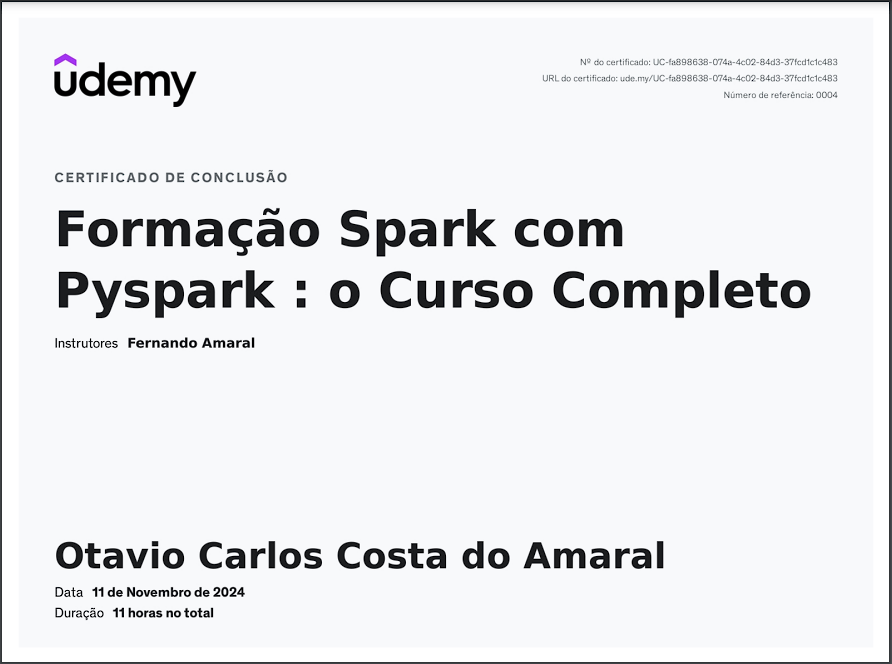 udemy
Nº do certificado: UC-fa898638-074a-4c02-84d3-37fcd1c1c483
URL do certificado: ude.my/UC-fa898638-074a-4c02-84d3-37fcd1c1c483
Número de referência: 0004
CERTIFICADO DE CONCLUSÃO
Formação Spark com
Pyspark : o Curso Completo
Instrutores Fernando Amaral
Otavio Carlos Costa do Amaral
Data 11 de Novembro de 2024
Duração 11 horas no total